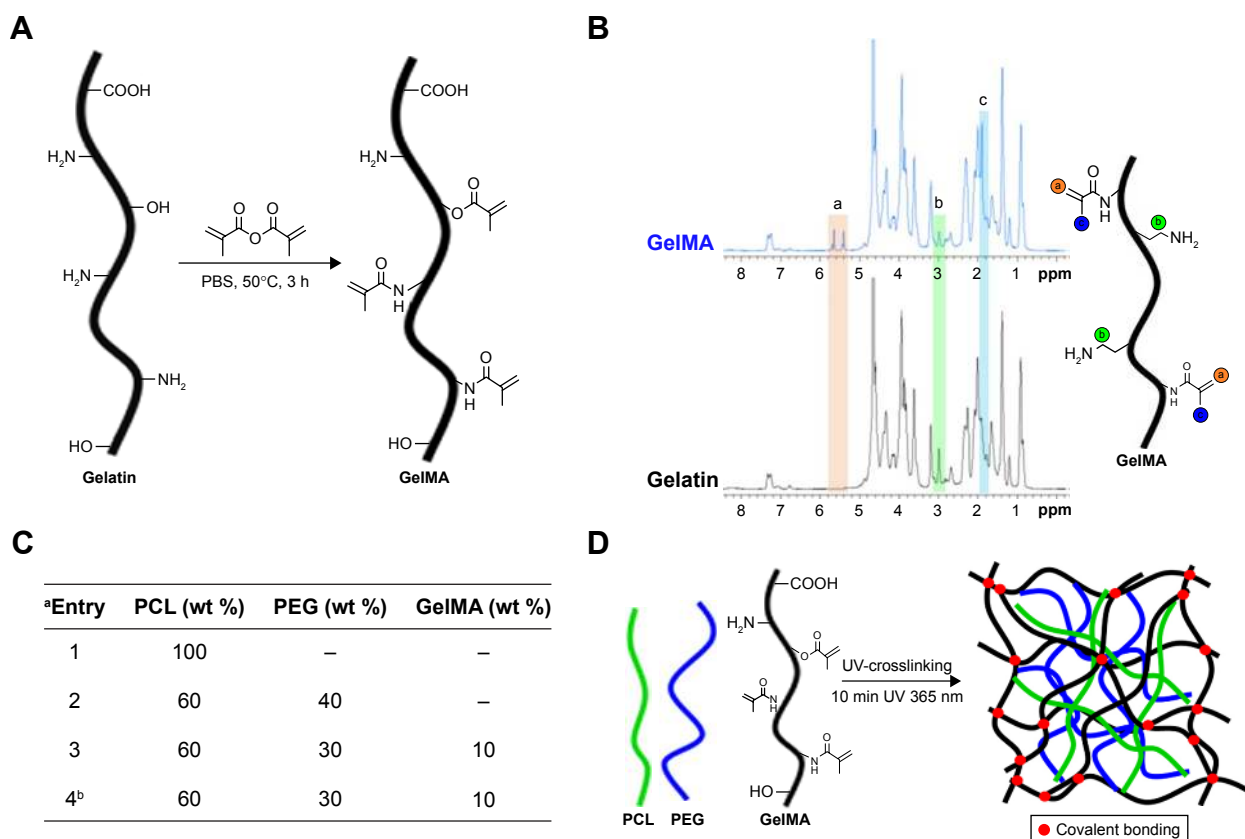 A
COOH
H₂N
OH
H₂N
NH₂
HO
Gelatin
O O
O
PBS, 50°C, 3 h
COOH
H₂N
O
O
O
N
H
O
N
H
HO
GelMA
B
GelMA
a
b
c
8 7 6 5 4 3 2 1 ppm
Gelatin
8 7 6 5 4 3 2 1 ppm
a
O
N
H
c
b
NH₂
b
H₂N
O
N
H
a
c
GelMA
C
ᵃEntry PCL (wt %) PEG (wt %) GelMA (wt %)
1 100 – –
2 60 40 –
3 60 30 10
4ᵇ 60 30 10
D
PCL
PEG
COOH
H₂N
O
O
O
N
H
O
N
H
HO
GelMA
UV-crosslinking
10 min UV 365 nm
Covalent bonding